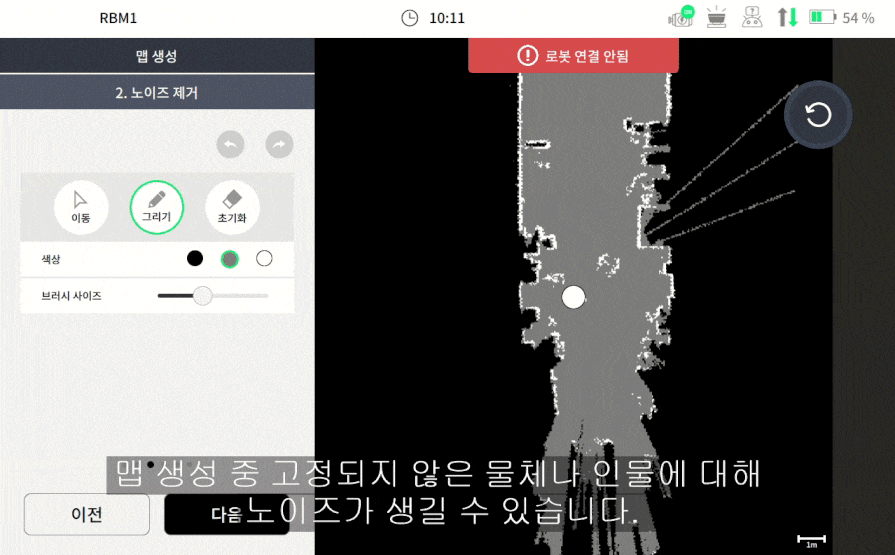 RBM1
10:11
54 %
맵 생성
로봇 연결 안됨
2. 노이즈 제거
이동
그리기
초기화
색상
브러시 사이즈
맵 생성 중 고정되지 않은 물체나 인물에 대해
노이즈가 생길 수 있습니다.
이전
다음
1m